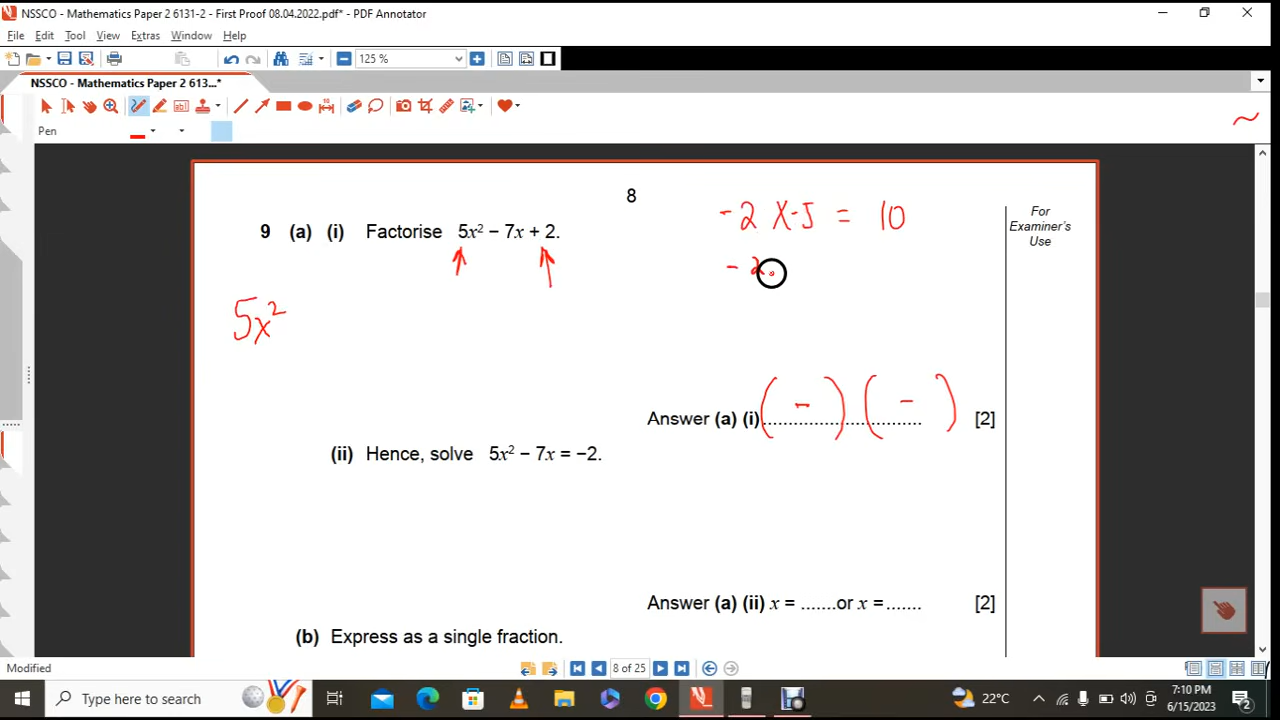 NSSCO - Mathematics Paper 2 6131-2 - First Proof 08.04.2022.pdf* - PDF Annotator
File Edit Tool View Extras Window Help
125 %
NSSCO - Mathematics Paper 2 613...*
Pen
8
For
Examiner's
Use
-2 x -5 = 10
9 (a) (i) Factorise 5x² − 7x + 2.
- 2
5x²
( - ) ( - )
Answer (a) (i)........................................ [2]
(ii) Hence, solve 5x² − 7x = −2.
Answer (a) (ii) x = .......or x =....... [2]
(b) Express as a single fraction.
Modified
8 of 25
Type here to search
22°C
7:10 PM
6/15/2023
2